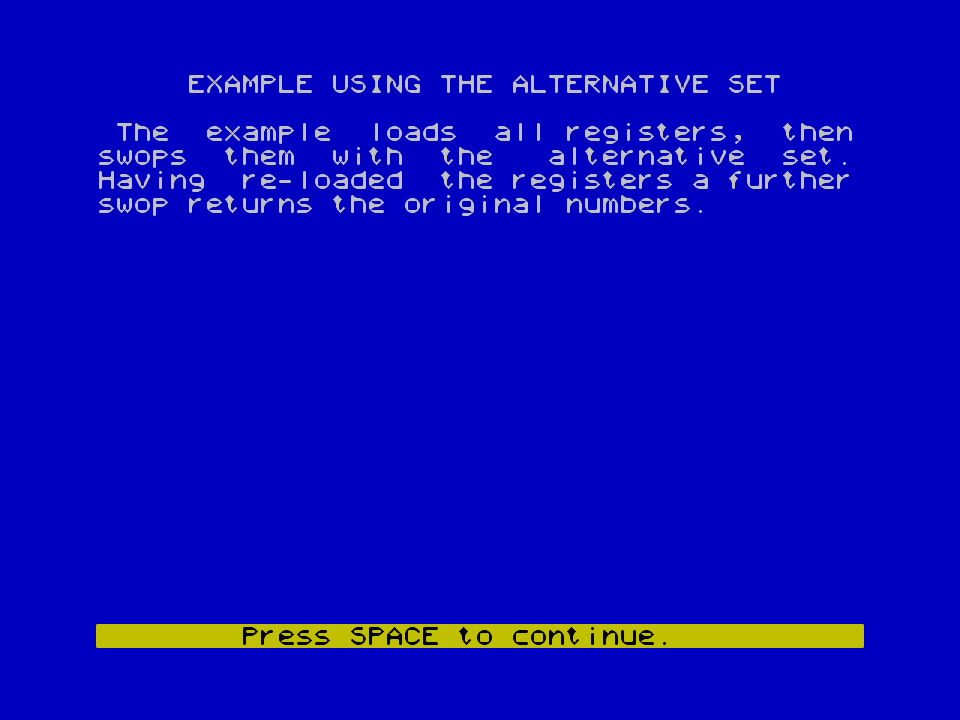 EXAMPLE USING THE ALTERNATIVE SET
The example loads all registers, then
swops them with the alternative set.
Having re-loaded the registers a further
swop returns the original numbers.
Press SPACE to continue.